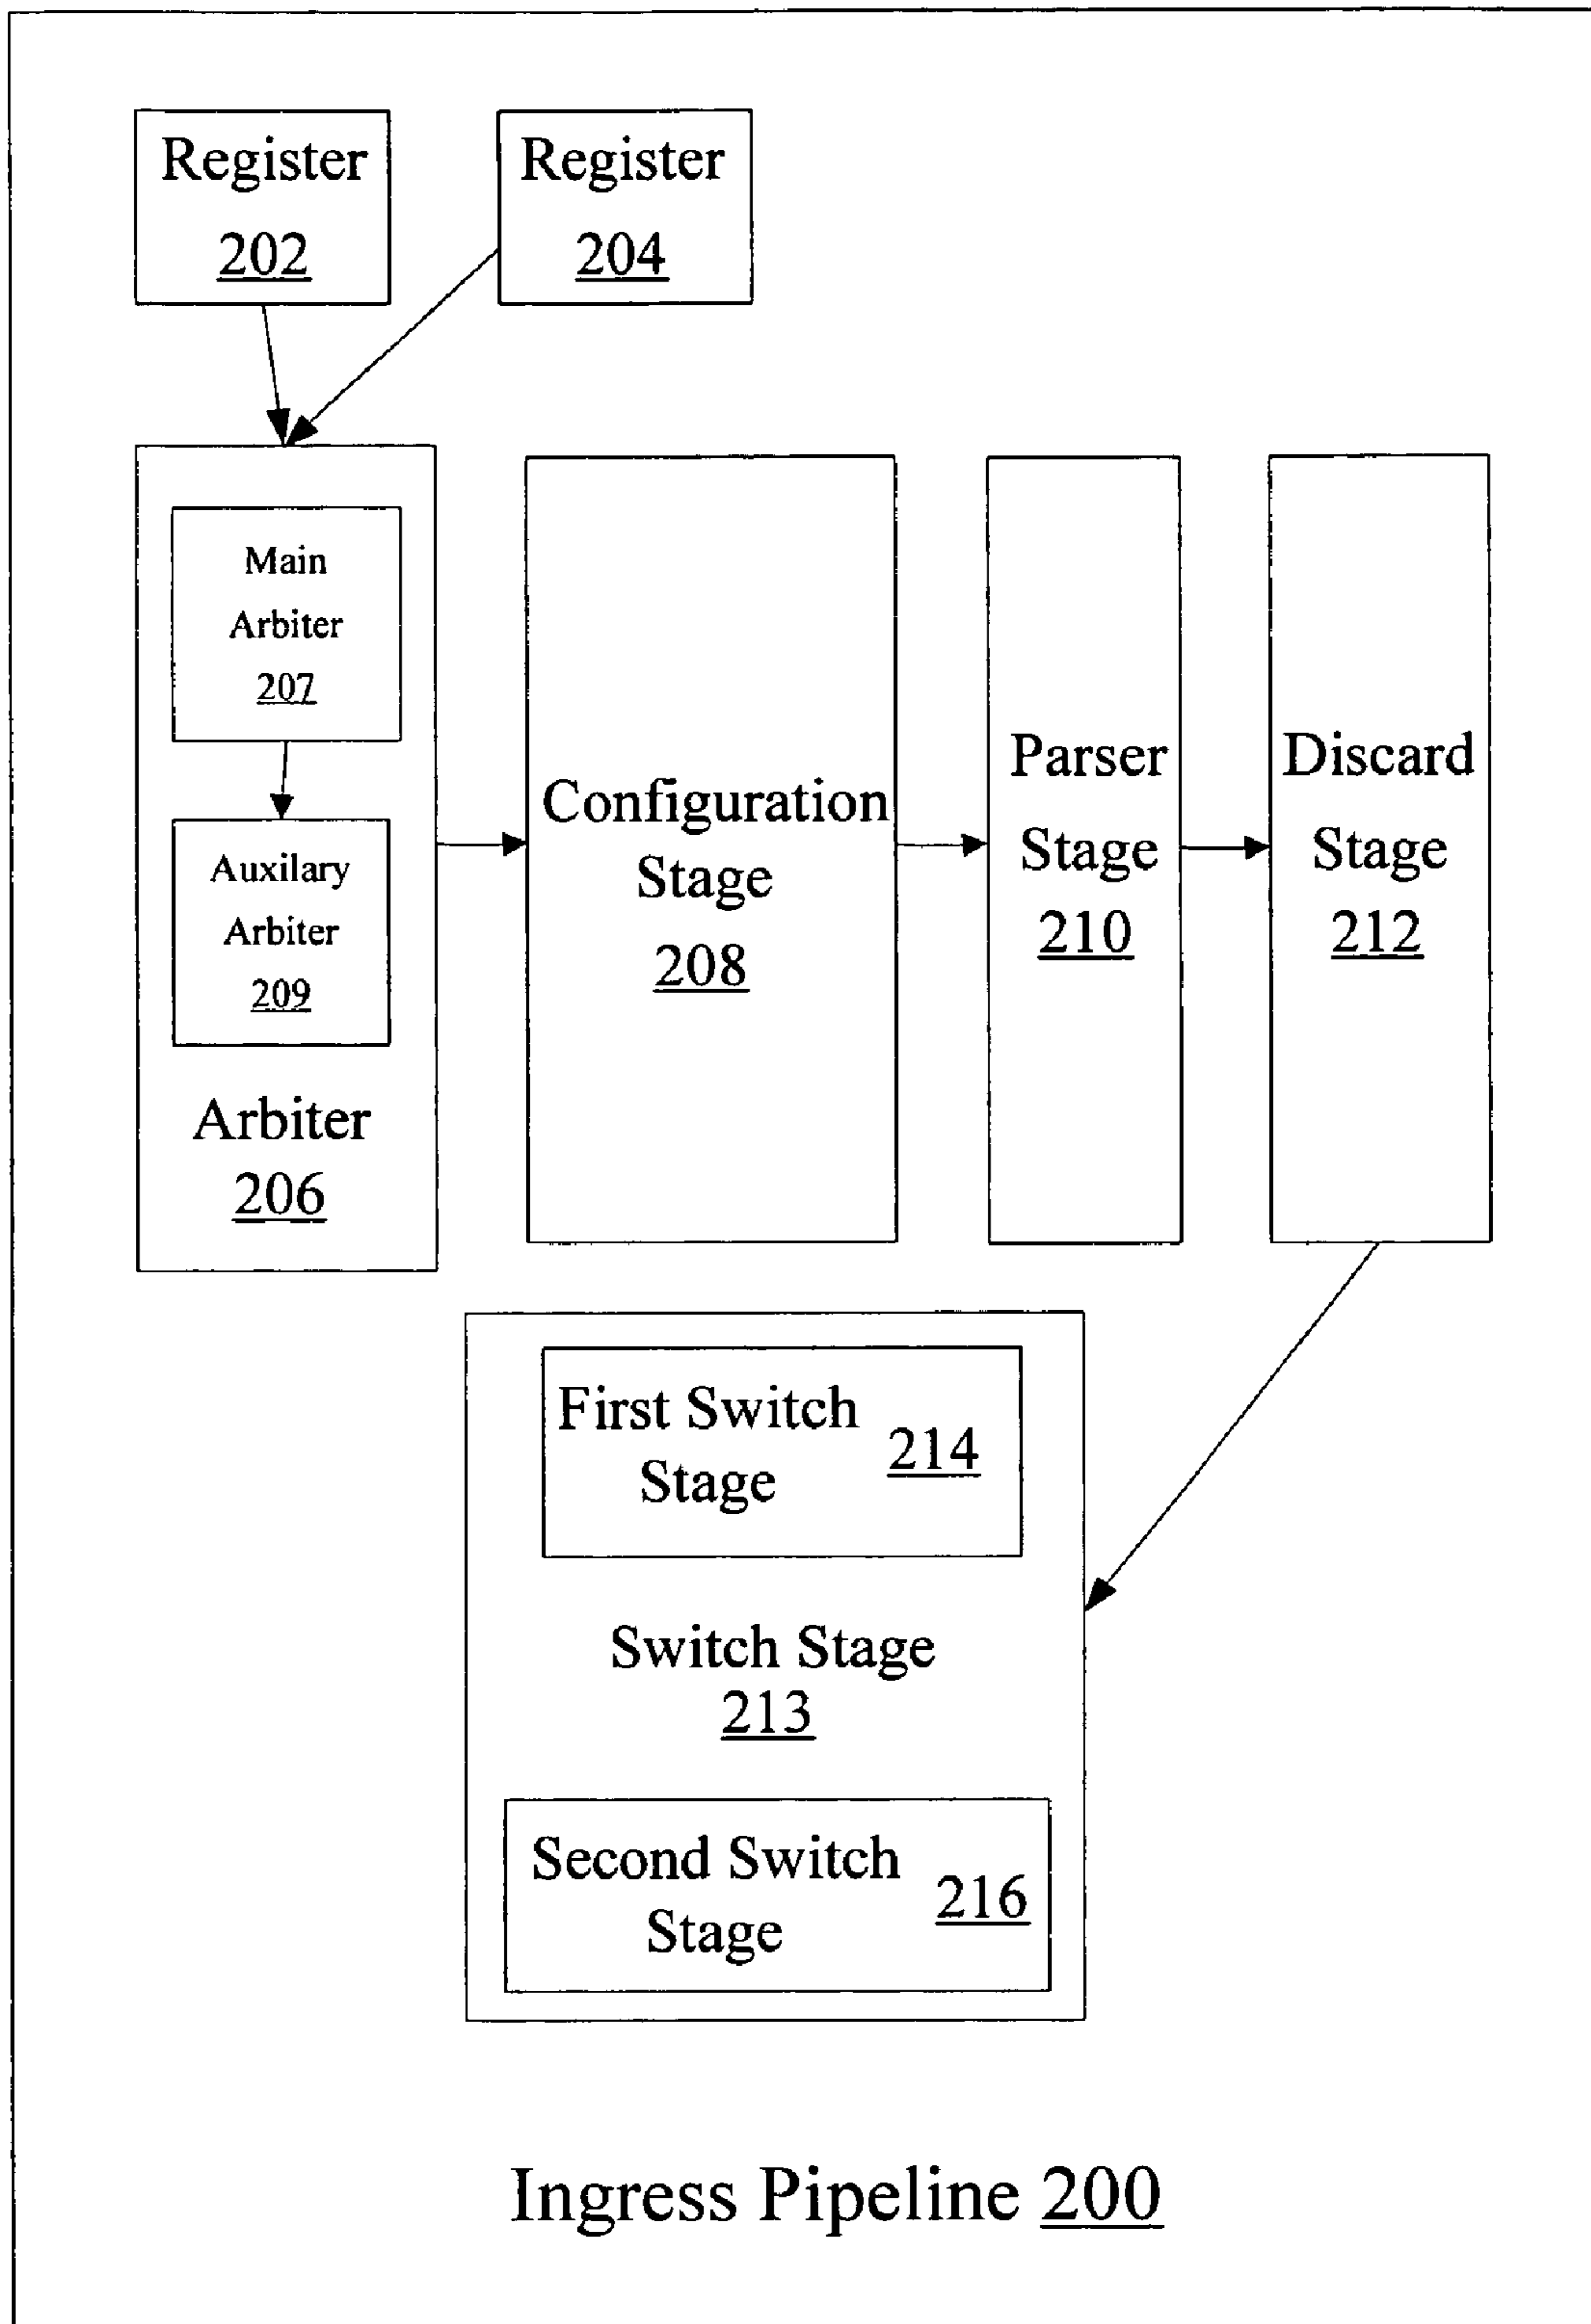 Register
202
Register
204
Main
Arbiter
207
Auxilary
Arbiter
209
Arbiter
206
Configuration
Stage
208
Parser
Stage
210
Discard
Stage
212
First Switch
Stage
214
Switch Stage
213
Second Switch
Stage
216
Ingress Pipeline 200